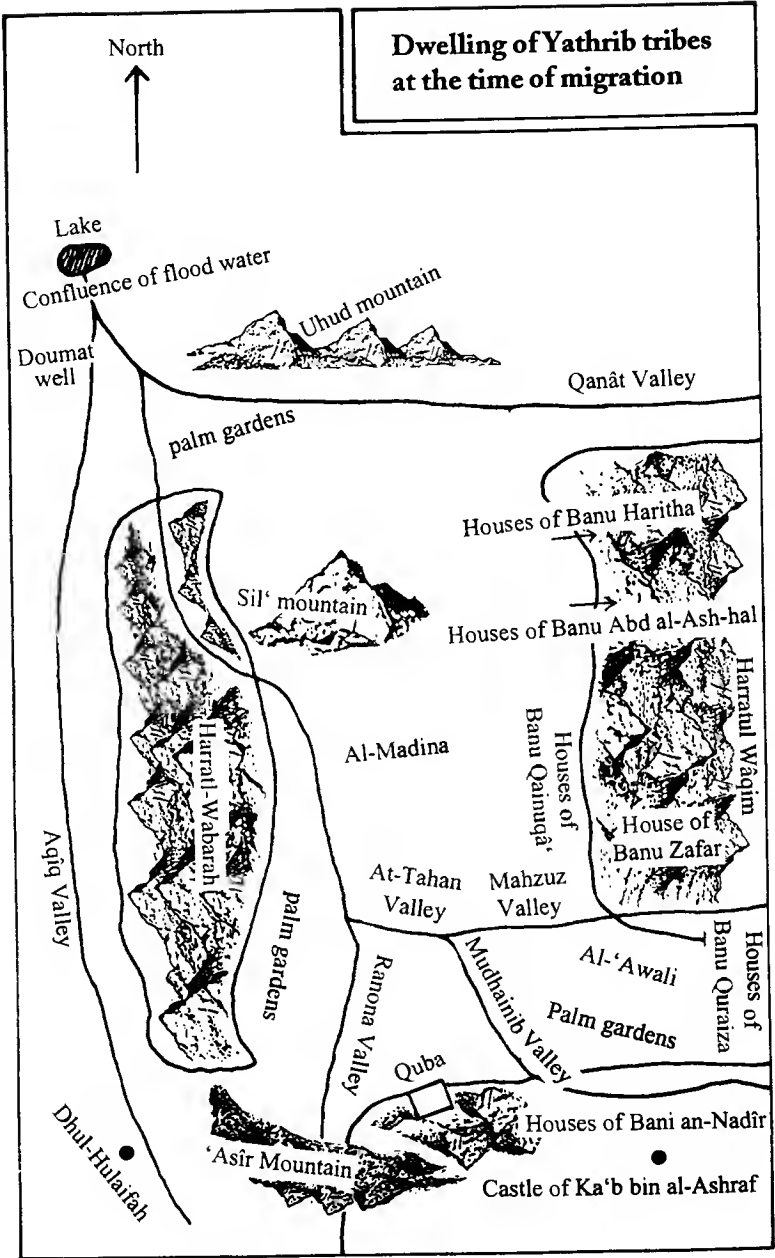 Dwelling of Yathrib tribes
at the time of migration
North
Lake
Confluence of flood water
Uhud mountain
Doumat
well
Qanât Valley
palm gardens
Houses of Banu Haritha
Sil‘ mountain
Houses of Banu Abd al-Ash-hal
Harratl-Wabarah
Al-Madina
Houses of
Banu Qainuqâ‘
Harratul Wâqim
House of
Banu Zafar
Aqîq Valley
palm gardens
At-Tahan
Valley
Mahzuz
Valley
Ranona Valley
Mudhainib Valley
Al-‘Awali
Palm gardens
Houses of
Banu Quraiza
Quba
Houses of Bani an-Nadîr
Dhul-Hulaifah
‘Asîr Mountain
Castle of Ka‘b bin al-Ashraf